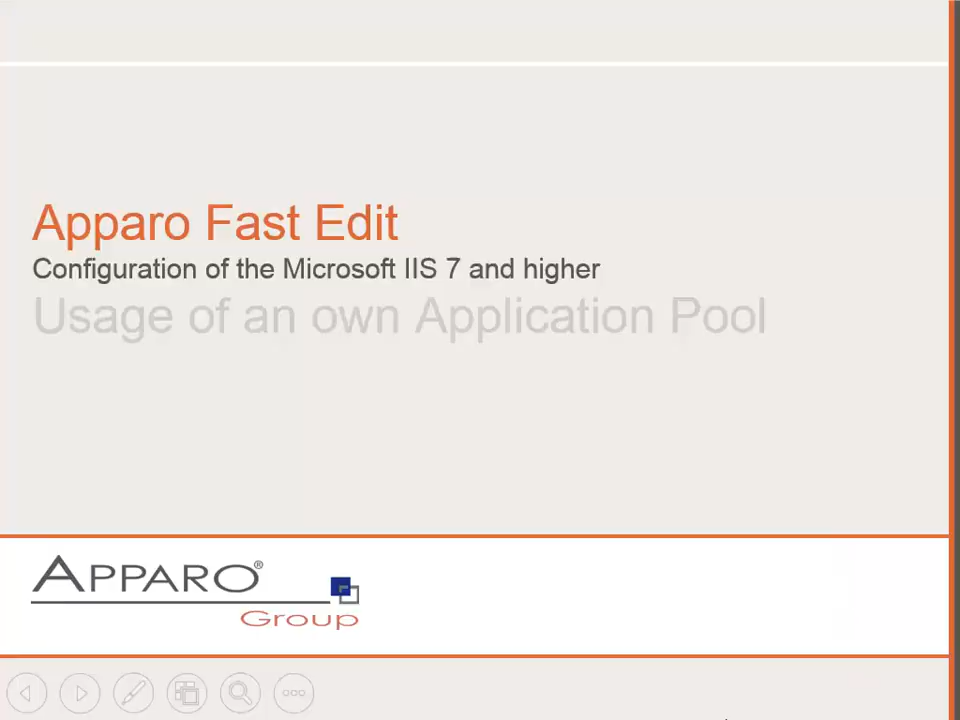 Apparo Fast Edit
Configuration of the Microsoft IIS 7 and higher
Usage of an own Application Pool
APPARO®
Group